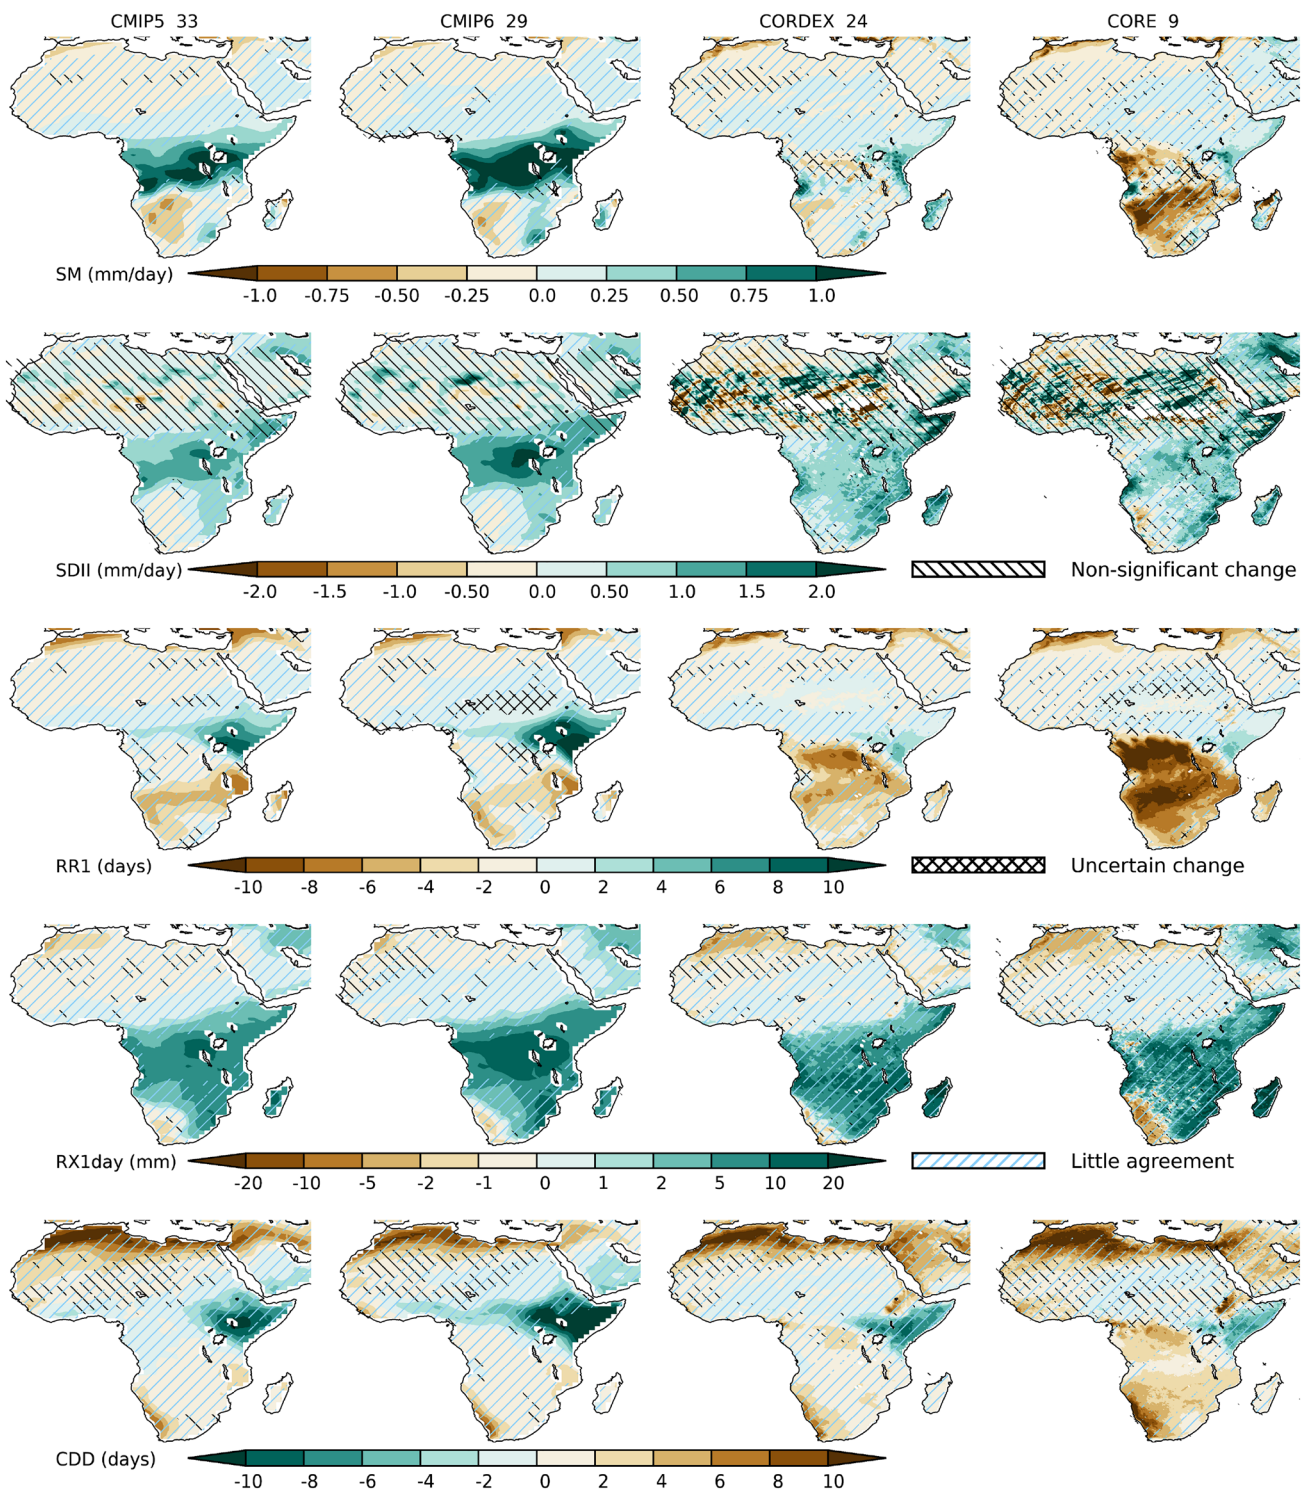 CMIP5 33 CMIP6 29 CORDEX 24 CORE 9
SM (mm/day)
-1.0 -0.75 -0.50 -0.25 0.0 0.25 0.50 0.75 1.0
SDII (mm/day) Non-significant change
-2.0 -1.5 -1.0 -0.50 0.0 0.50 1.0 1.5 2.0
RR1 (days) Uncertain change
-10 -8 -6 -4 -2 0 2 4 6 8 10
RX1day (mm) Little agreement
-20 -10 -5 -2 -1 0 1 2 5 10 20
CDD (days)
-10 -8 -6 -4 -2 0 2 4 6 8 10